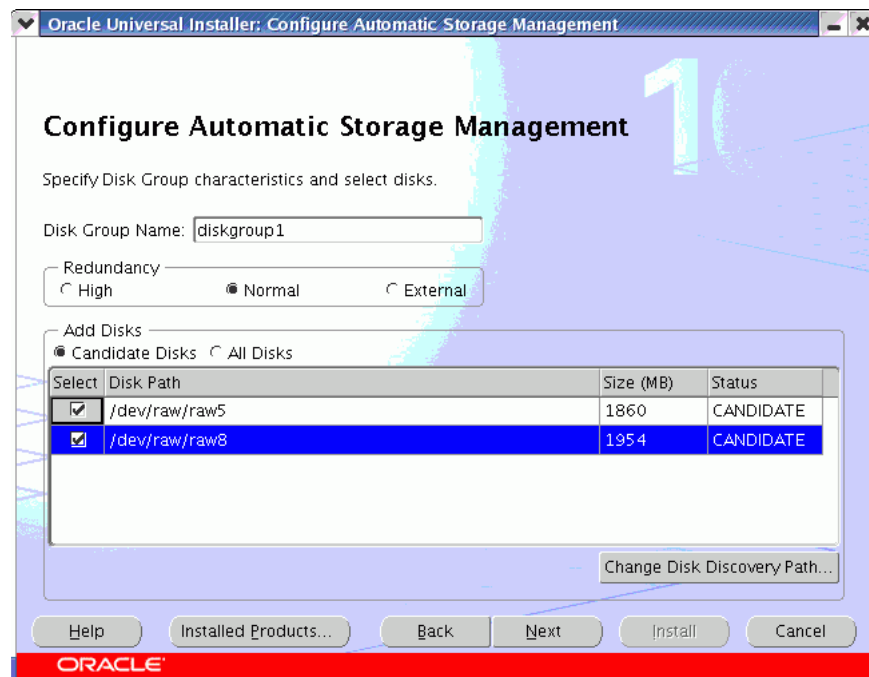 Oracle Universal Installer: Configure Automatic Storage Management
10
Configure Automatic Storage Management
Specify Disk Group characteristics and select disks.
Disk Group Name: diskgroup1
Redundancy
High Normal External
Add Disks
Candidate Disks All Disks
Select Disk Path Size (MB) Status
/dev/raw/raw5 1860 CANDIDATE
/dev/raw/raw8 1954 CANDIDATE
Change Disk Discovery Path...
Help Installed Products... Back Next Install Cancel
ORACLE